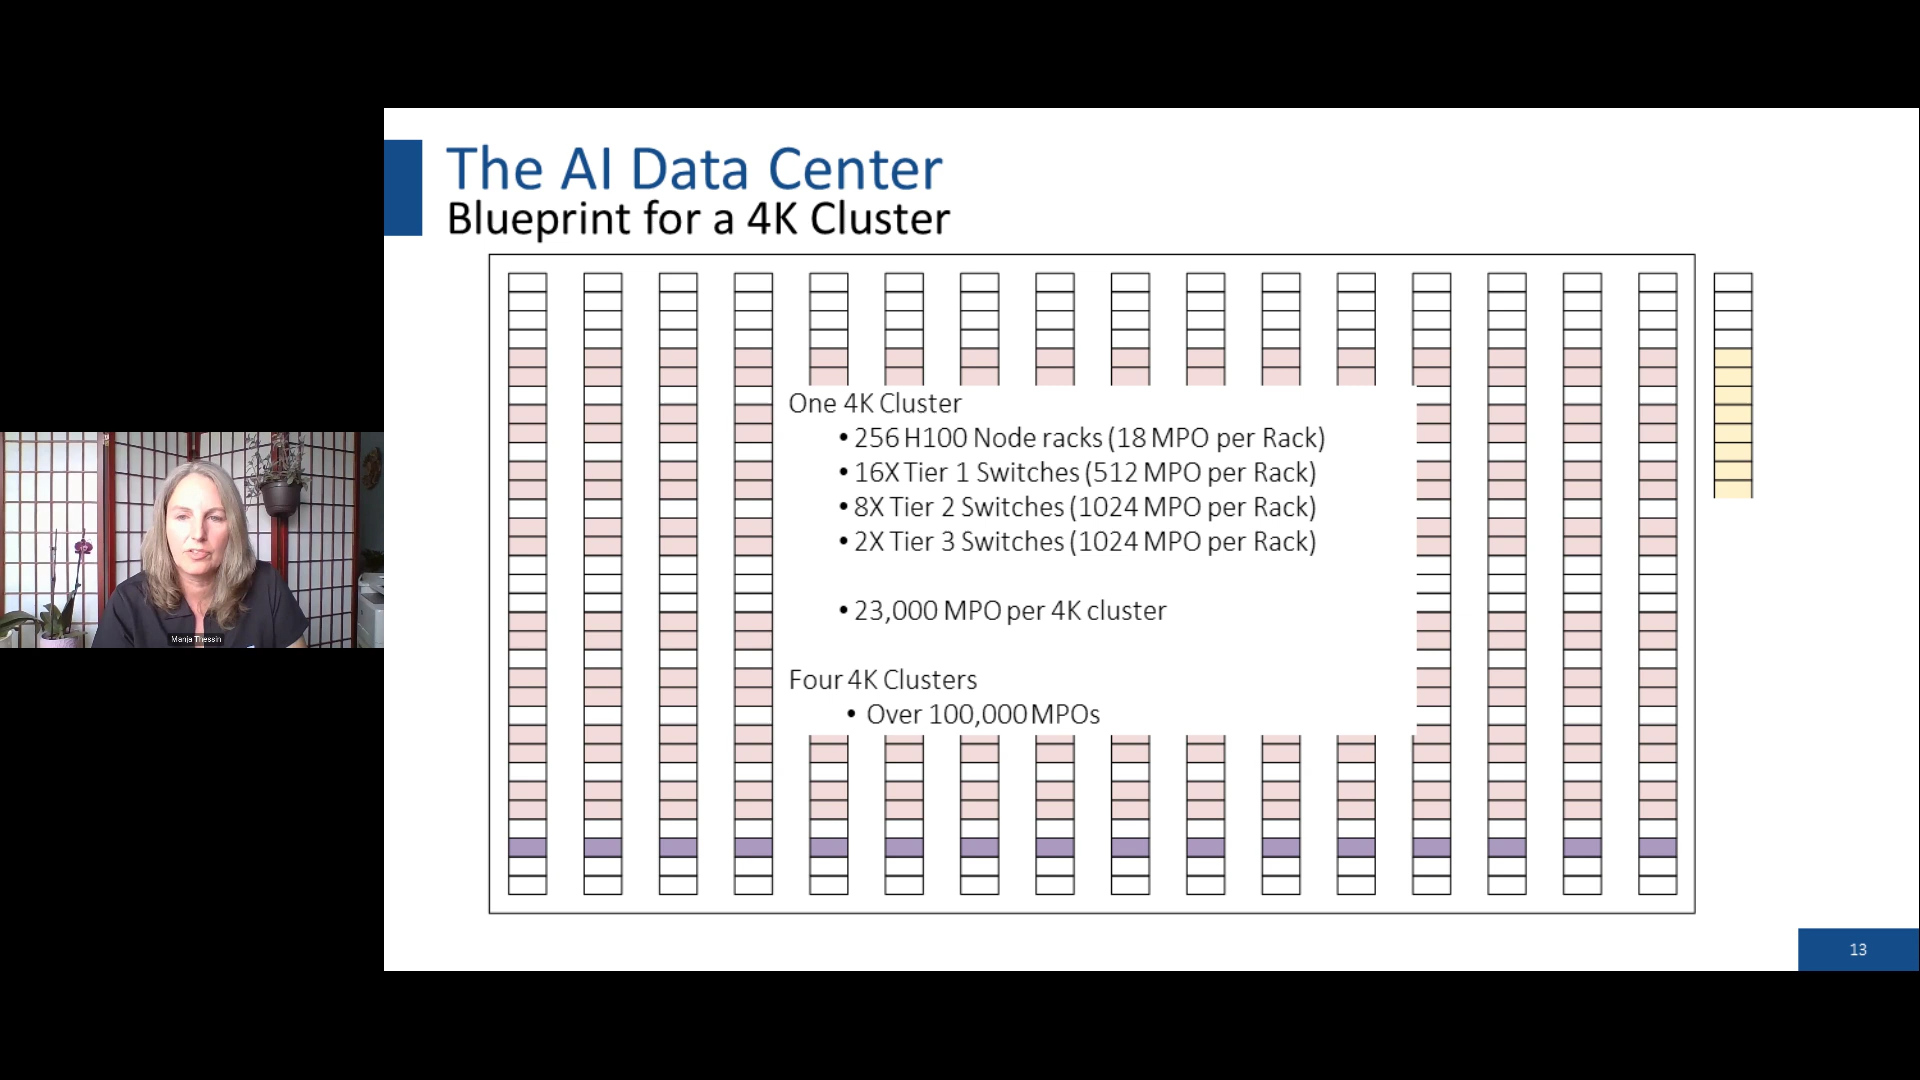 The AI Data Center
Blueprint for a 4K Cluster
One 4K Cluster
• 256 H100 Node racks (18 MPO per Rack)
• 16X Tier 1 Switches (512 MPO per Rack)
• 8X Tier 2 Switches (1024 MPO per Rack)
• 2X Tier 3 Switches (1024 MPO per Rack)
• 23,000 MPO per 4K cluster
Four 4K Clusters
• Over 100,000 MPOs
Manja Thessin
13